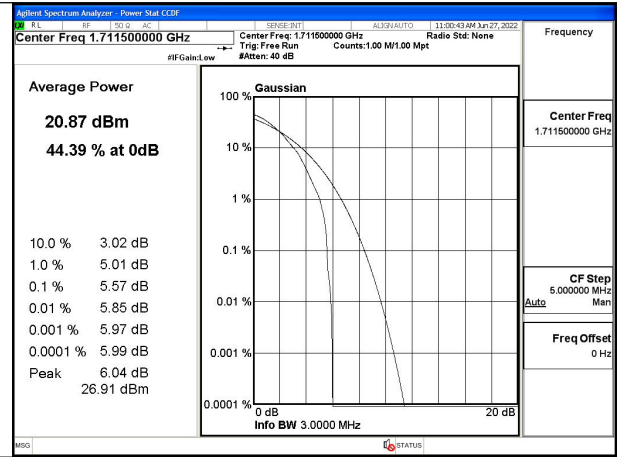 Agilent Spectrum Analyzer - Power Stat CCDF
RL RF 50 Ω AC SENSE:INT ALIGN AUTO 11:00:43 AM Jun 27, 2022
Center Freq 1.711500000 GHz
Center Freq: 1.711500000 GHz Radio Std: None
Trig: Free Run Counts:1.00 M/1.00 Mpt
#IFGain:Low #Atten: 40 dB
Frequency
Average Power
20.87 dBm
44.39 % at 0dB
10.0 % 3.02 dB
1.0 % 5.01 dB
0.1 % 5.57 dB
0.01 % 5.85 dB
0.001 % 5.97 dB
0.0001 % 5.99 dB
Peak 6.04 dB
26.91 dBm
Gaussian
100 %
10 %
1 %
0.1 %
0.01 %
0.001 %
0.0001 %
0 dB 20 dB
Info BW 3.0000 MHz
Center Freq
1.711500000 GHz
CF Step
5.000000 MHz
Auto Man
Freq Offset
0 Hz
MSG STATUS